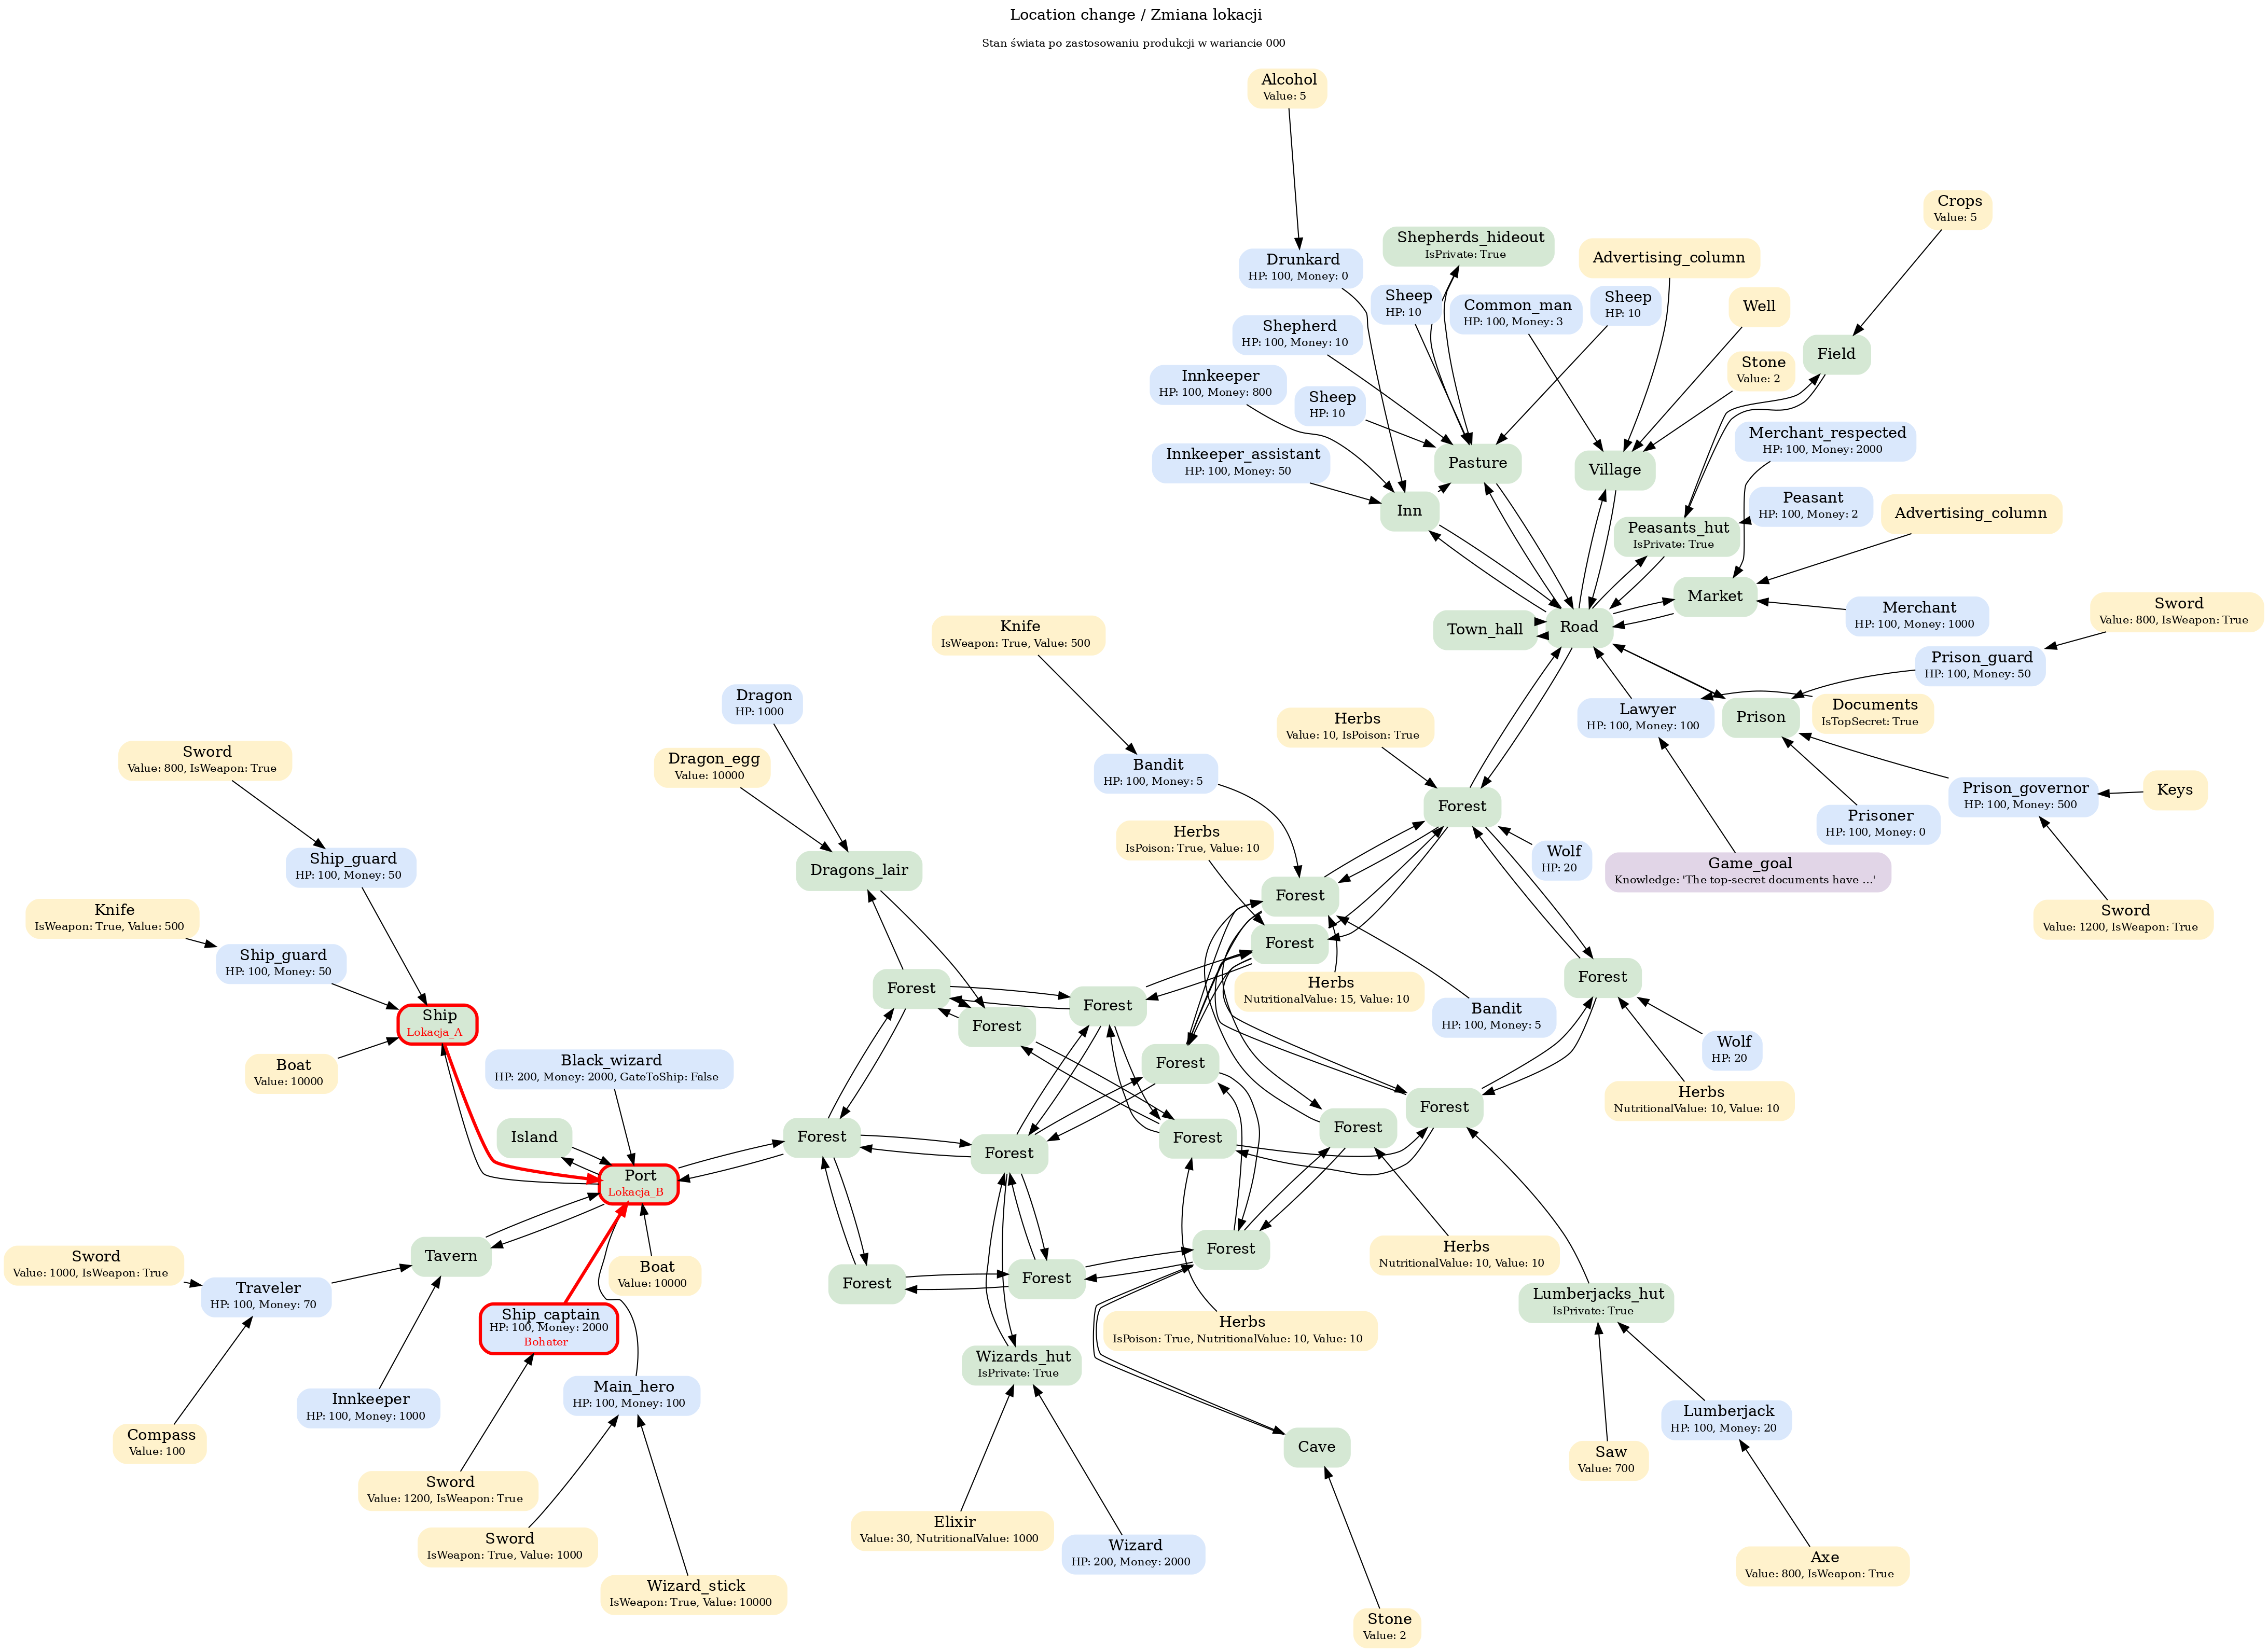 Location change / Zmiana lokacji
Stan świata po zastosowaniu produkcji w wariancie 000
Alcohol
Value: 5
Crops
Value: 5
Drunkard
HP: 100, Money: 0
Shepherds_hideout
IsPrivate: True
Advertising_column
Sheep
HP: 10
Common_man
HP: 100, Money: 3
Sheep
HP: 10
Well
Shepherd
HP: 100, Money: 10
Field
Stone
Value: 2
Innkeeper
HP: 100, Money: 800
Sheep
HP: 10
Merchant_respected
HP: 100, Money: 2000
Innkeeper_assistant
HP: 100, Money: 50
Pasture
Village
Peasant
HP: 100, Money: 2
Inn
Advertising_column
Peasants_hut
IsPrivate: True
Market
Merchant
HP: 100, Money: 1000
Sword
Value: 800, IsWeapon: True
Knife
IsWeapon: True, Value: 500
Town_hall
Road
Prison_guard
HP: 100, Money: 50
Dragon
HP: 1000
Herbs
Value: 10, IsPoison: True
Lawyer
HP: 100, Money: 100
Prison
Documents
IsTopSecret: True
Sword
Value: 800, IsWeapon: True
Dragon_egg
Value: 10000
Bandit
HP: 100, Money: 5
Forest
Prison_governor
HP: 100, Money: 500
Keys
Prisoner
HP: 100, Money: 0
Herbs
IsPoison: True, Value: 10
Ship_guard
HP: 100, Money: 50
Dragons_lair
Wolf
HP: 20
Game_goal
Knowledge: 'The top-secret documents have ...'
Forest
Knife
IsWeapon: True, Value: 500
Sword
Value: 1200, IsWeapon: True
Forest
Ship_guard
HP: 100, Money: 50
Forest
Herbs
NutritionalValue: 15, Value: 10
Forest
Forest
Bandit
HP: 100, Money: 5
Ship
Lokacja_A
Forest
Wolf
HP: 20
Boat
Value: 10000
Black_wizard
HP: 200, Money: 2000, GateToShip: False
Forest
Herbs
NutritionalValue: 10, Value: 10
Forest
Island
Forest
Forest
Forest
Forest
Port
Lokacja_B
Tavern
Forest
Herbs
NutritionalValue: 10, Value: 10
Sword
Value: 1000, IsWeapon: True
Boat
Value: 10000
Forest
Forest
Traveler
HP: 100, Money: 70
Lumberjacks_hut
IsPrivate: True
Ship_captain
HP: 100, Money: 2000
Bohater
Herbs
IsPoison: True, NutritionalValue: 10, Value: 10
Wizards_hut
IsPrivate: True
Innkeeper
HP: 100, Money: 1000
Main_hero
HP: 100, Money: 100
Lumberjack
HP: 100, Money: 20
Compass
Value: 100
Cave
Saw
Value: 700
Sword
Value: 1200, IsWeapon: True
Elixir
Value: 30, NutritionalValue: 1000
Sword
IsWeapon: True, Value: 1000
Wizard
HP: 200, Money: 2000
Axe
Value: 800, IsWeapon: True
Wizard_stick
IsWeapon: True, Value: 10000
Stone
Value: 2